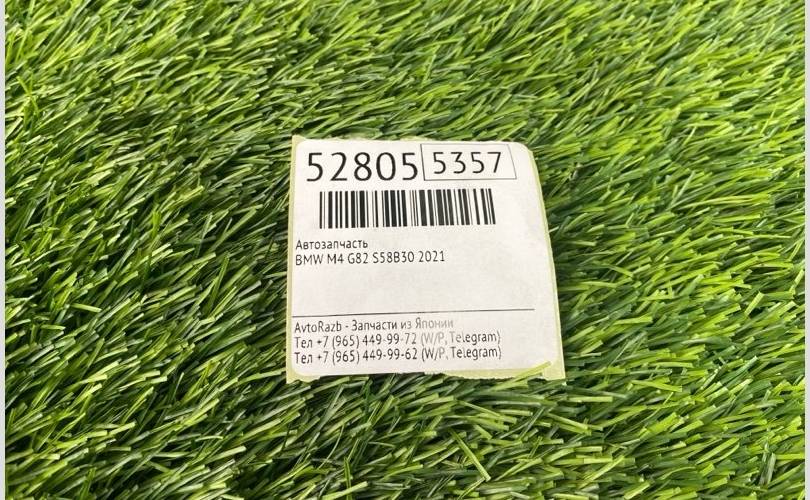 52805 5357
Автозапчасть
BMW M4 G82 S58B30 2021
AvtoRazb - Запчасти из Японии
Тел +7 (965) 449-99-72 (W/P, Telegram)
Тел +7 (965) 449-99-62 (W/P, Telegram)